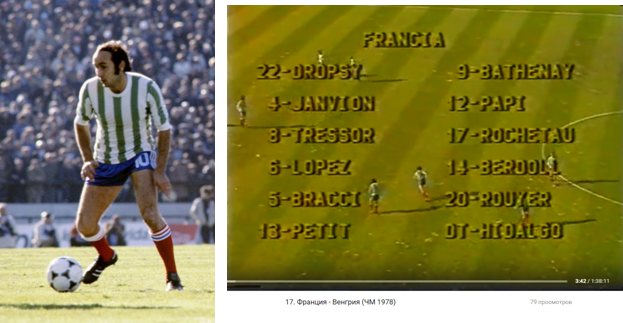 10
FRANCIA
22-DROPSY 9-BATHENAY
4-JANVION 12-PAPI
8-TRESSOR 17-ROCHETAU
6-LOPEZ 14-BERDOLL
5-BRACCI 20-ROUYER
13-PETIT DT-HIDALGO
3:42 / 1:38:11
17. Франция - Венгрия (ЧМ 1978)
79 просмотров